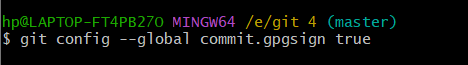 hp@LAPTOP-FT4PB27O MINGW64 /e/git 4 (master)
$ git config --global commit.gpgsign true